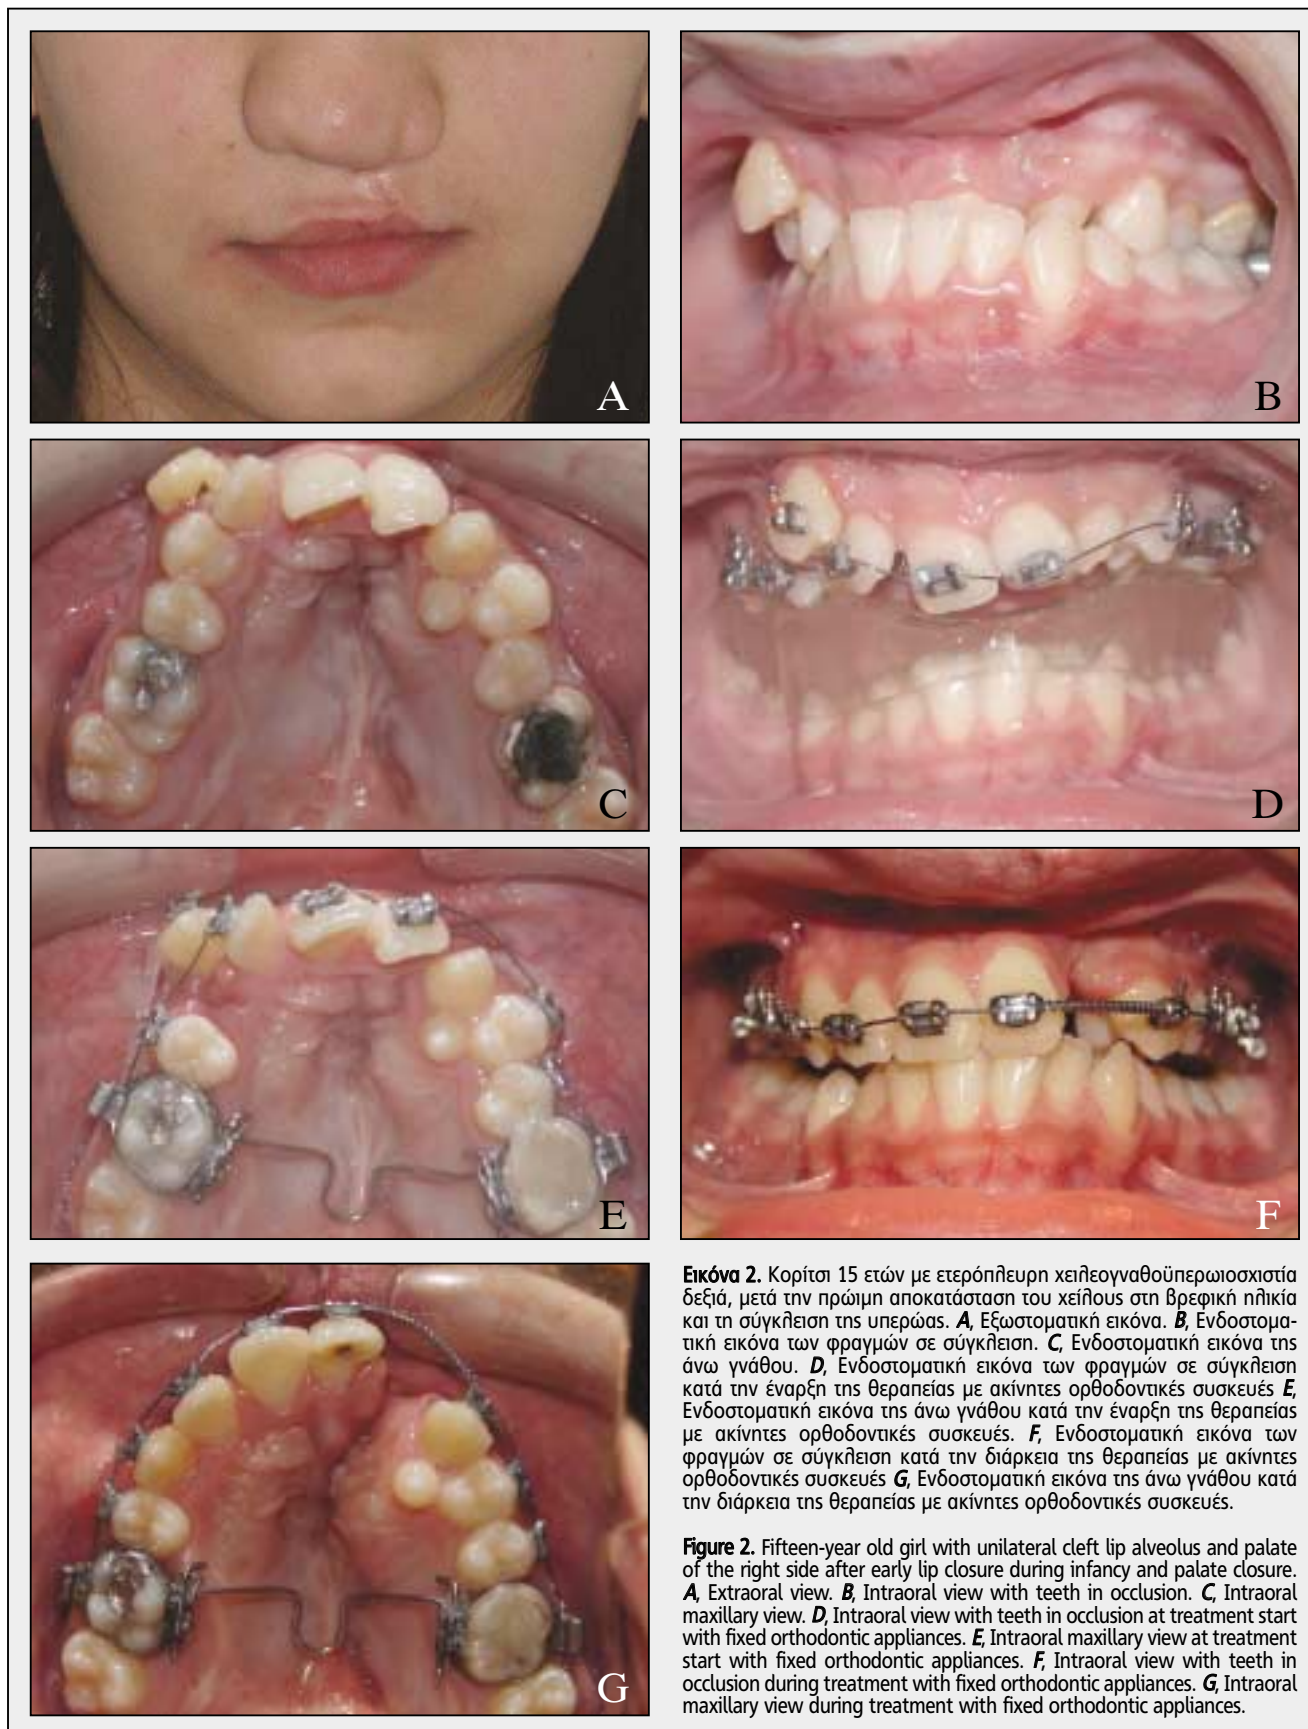 A
B
C
D
E
F
G
Εικόνα 2. Κορίτσι 15 ετών με ετερόπλευρη χειλεογναθοϋπερωιοσχιστία
δεξιά, μετά την πρώιμη αποκατάσταση του χείλους στη βρεφική ηλικία
και τη σύγκλειση της υπερώας. A, Εξωστοματική εικόνα. B, Ενδοστομα-
τική εικόνα των φραγμών σε σύγκλειση. C, Ενδοστοματική εικόνα της
άνω γνάθου. D, Ενδοστοματική εικόνα των φραγμών σε σύγκλειση
κατά την έναρξη της θεραπείας με ακίνητες ορθοδοντικές συσκευές E,
Ενδοστοματική εικόνα της άνω γνάθου κατά την έναρξη της θεραπείας
με ακίνητες ορθοδοντικές συσκευές. F, Ενδοστοματική εικόνα των
φραγμών σε σύγκλειση κατά την διάρκεια της θεραπείας με ακίνητες
ορθοδοντικές συσκευές G, Ενδοστοματική εικόνα της άνω γνάθου κατά
την διάρκεια της θεραπείας με ακίνητες ορθοδοντικές συσκευές.
Figure 2. Fifteen-year old girl with unilateral cleft lip alveolus and palate
of the right side after early lip closure during infancy and palate closure.
A, Extraoral view. B, Intraoral view with teeth in occlusion. C, Intraoral
maxillary view. D, Intraoral view with teeth in occlusion at treatment start
with fixed orthodontic appliances. E, Intraoral maxillary view at treatment
start with fixed orthodontic appliances. F, Intraoral view with teeth in
occlusion during treatment with fixed orthodontic appliances. G, Intraoral
maxillary view during treatment with fixed orthodontic appliances.